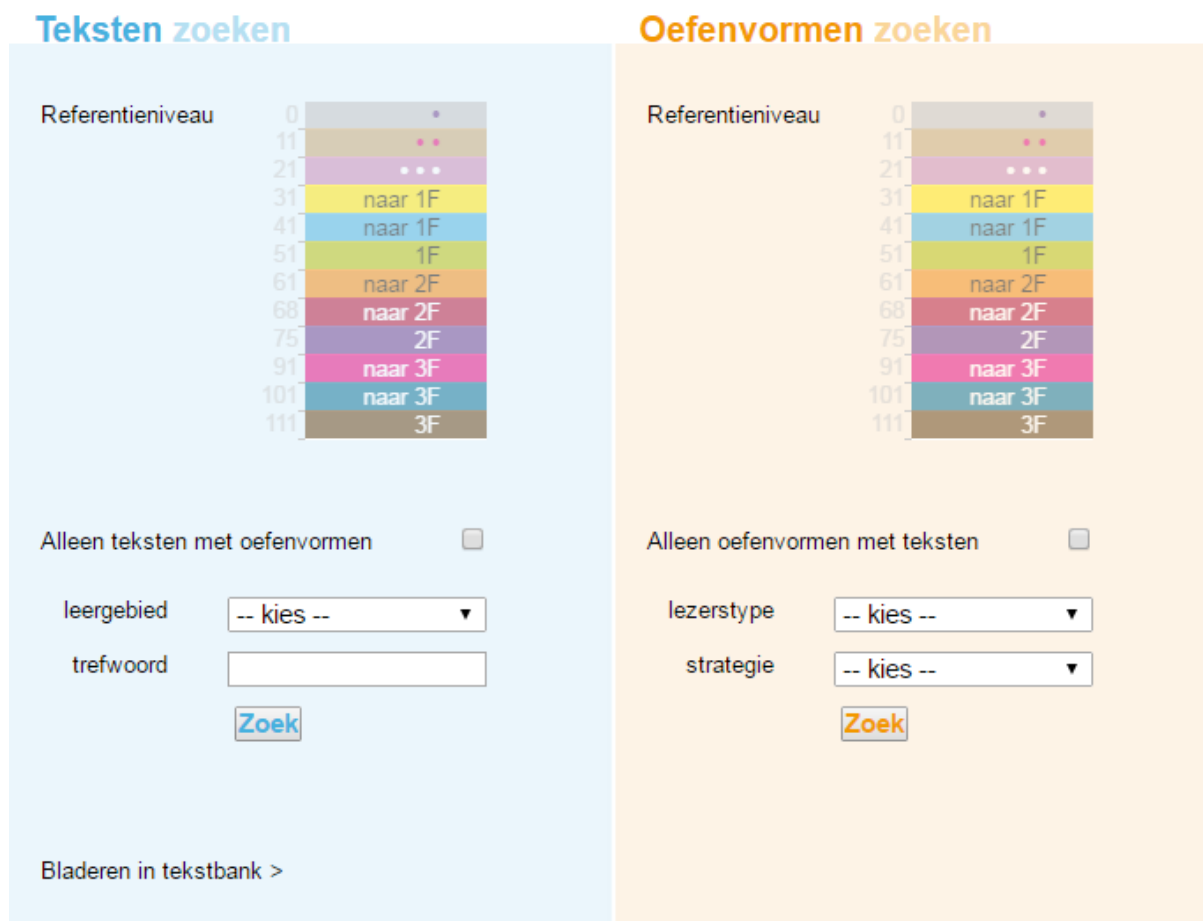 Teksten zoeken
Referentieniveau
0
11
21
31 naar 1F
41 naar 1F
51 1F
61 naar 2F
68 naar 2F
75 2F
91 naar 3F
101 naar 3F
111 3F
Alleen teksten met oefenvormen
leergebied -- kies --
trefwoord
Zoek
Bladeren in tekstbank >
Oefenvormen zoeken
Referentieniveau
0
11
21
31 naar 1F
41 naar 1F
51 1F
61 naar 2F
68 naar 2F
75 2F
91 naar 3F
101 naar 3F
111 3F
Alleen oefenvormen met teksten
lezerstype -- kies --
strategie -- kies --
Zoek